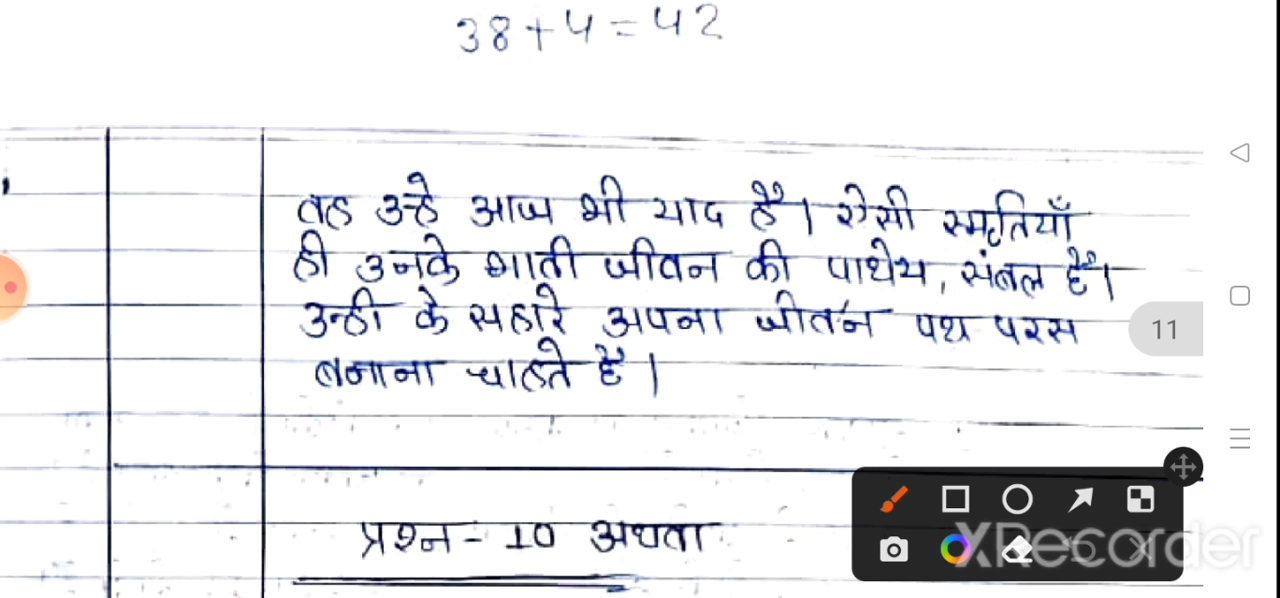 38+4=42
वह उन्हे आज भी याद है। ऐसी स्मृतियाँ
ही उनके भावी जीवन की पाथेय, संबल है।
उन्ही के सहारे अपना जीवन पथ परस
बनाना चाहते है।
11
प्रश्न - 10 अथवा
XRecorder